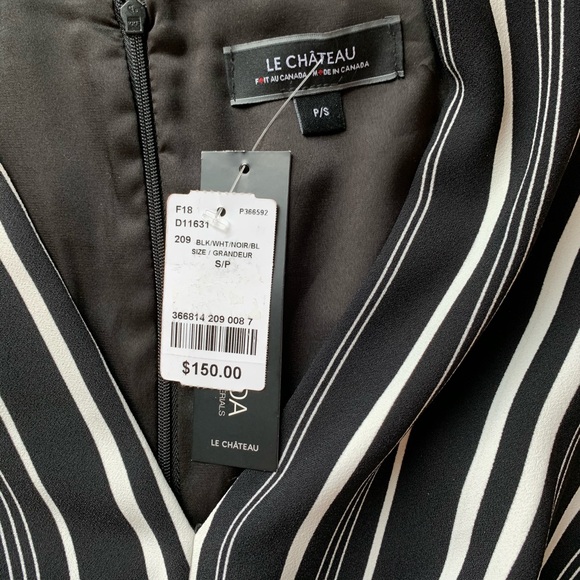 LE CHÂTEAU
FAIT AU CANADA MADE IN CANADA
P/S
F18 P366592
D11631
209 BLK/WHT/NOIR/BL
SIZE / GRANDEUR
S/P
366814 209 008 7
$150.00
LE CHÂTEAU